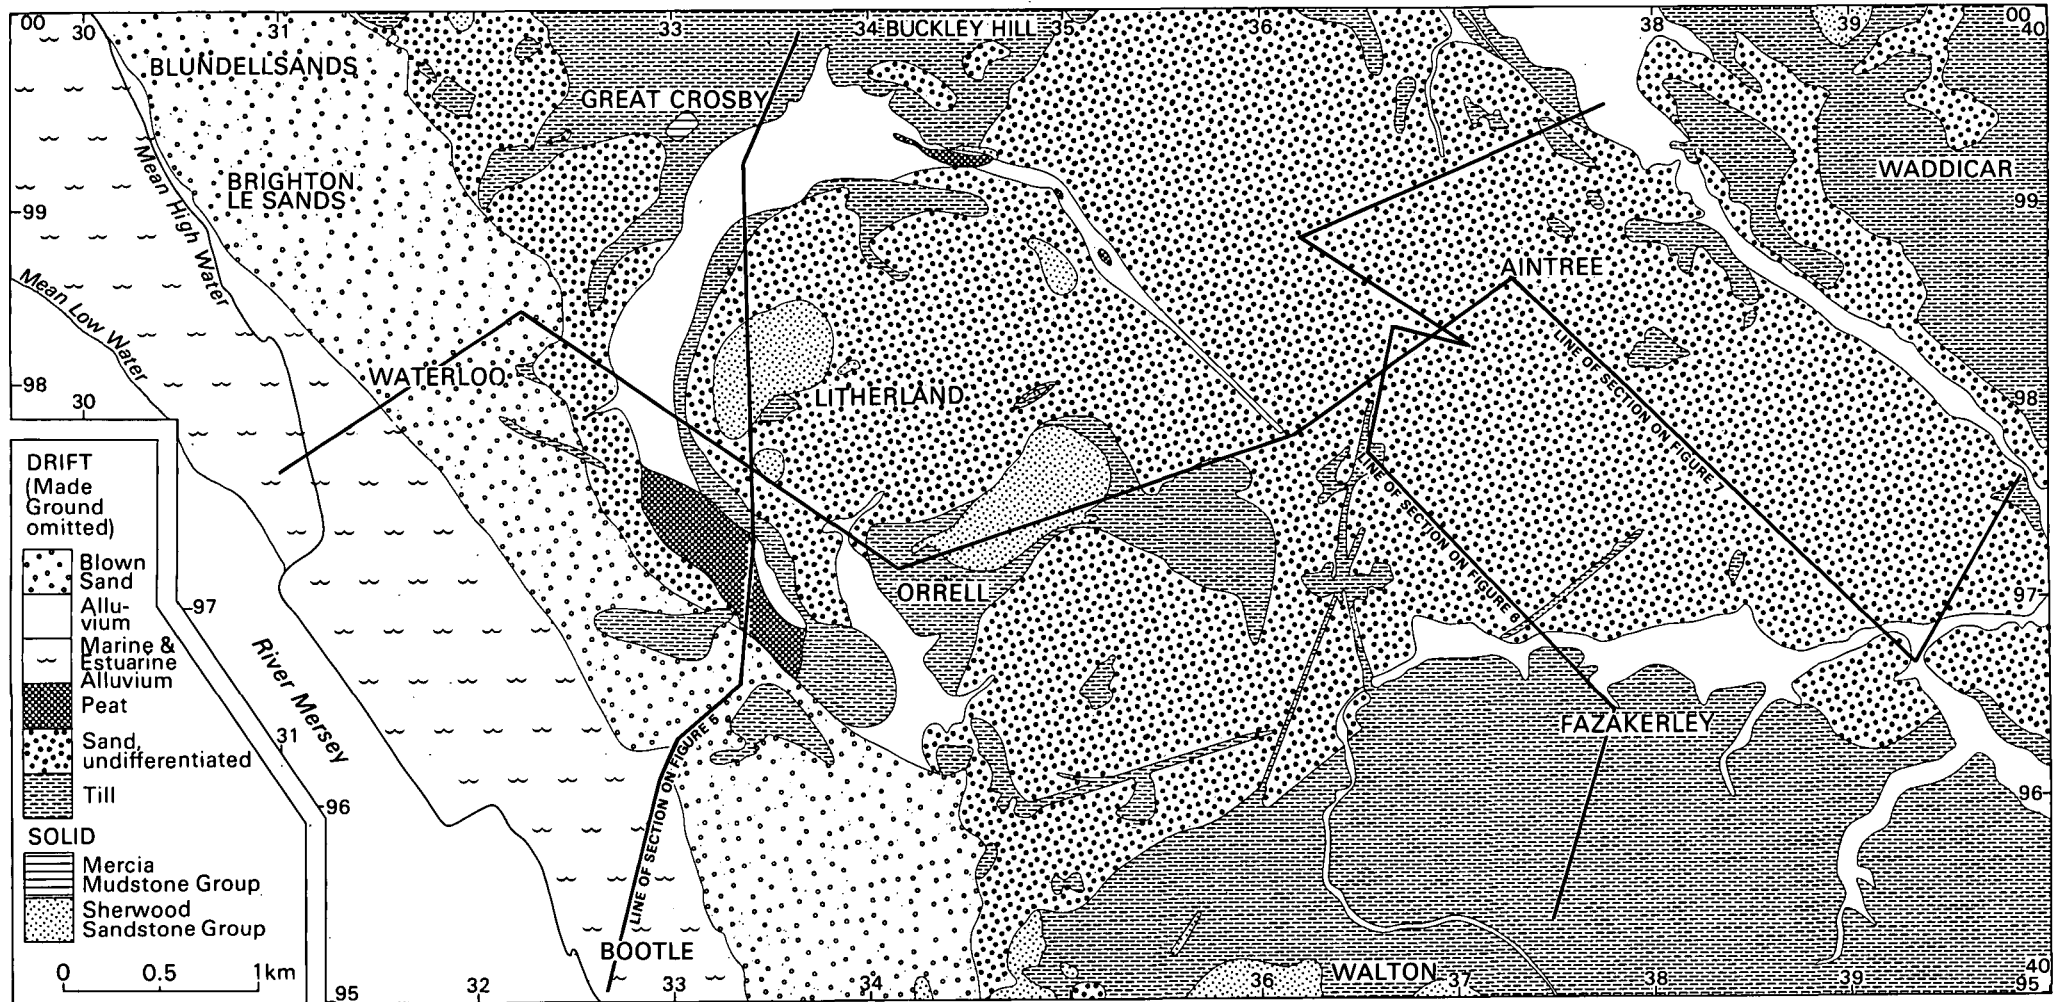 00
30
31
33
34 BUCKLEY HILL 35
36
38
39
00
40
BLUNDELLSANDS
GREAT CROSBY
Mean High Water
BRIGHTON
LE SANDS
WADDICAR
99
99
Mean Low Water
AINTREE
WATERLOO
LITHERLAND
LINE OF SECTION ON FIGURE 7
98
98
30
LINE OF SECTION ON FIGURE 6
ORRELL
97
97
River Mersey
FAZAKERLEY
LINE OF SECTION ON FIGURE 5
31
96
96
BOOTLE
WALTON
95
32
33
34
36
37
38
39
40
95
DRIFT
(Made
Ground
omitted)
Blown
Sand
Allu-
vium
Marine &
Estuarine
Alluvium
Peat
Sand,
undifferentiated
Till
SOLID
Mercia
Mudstone Group
Sherwood
Sandstone Group
0 0.5 1km